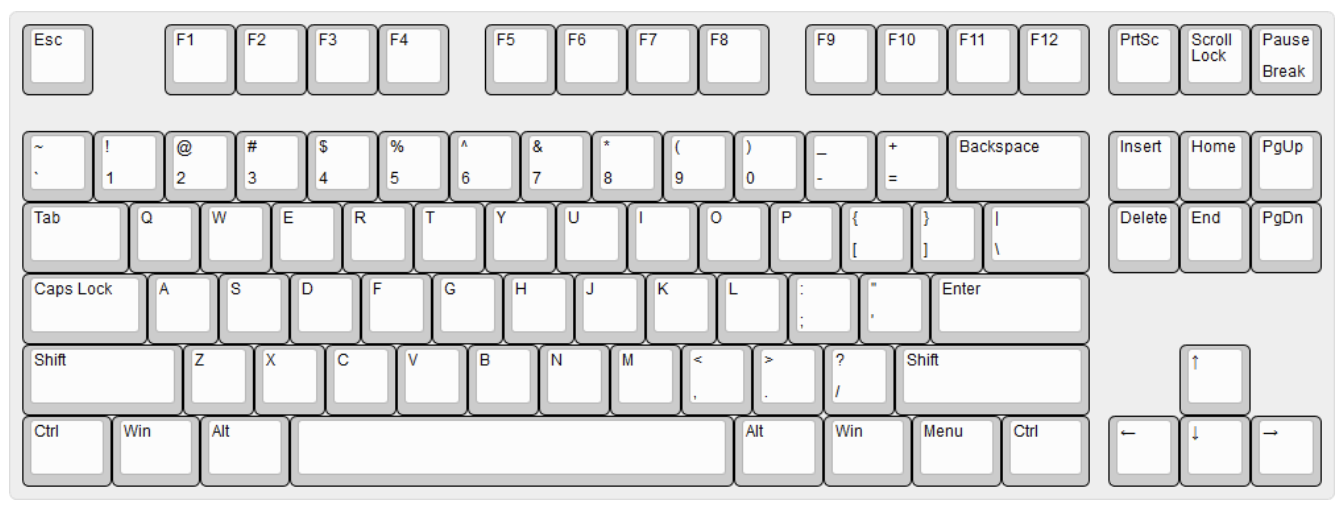 Esc F1 F2 F3 F4 F5 F6 F7 F8 F9 F10 F11 F12 PrtSc Scroll Pause
Lock Break
~ ! @ # $ % ^ & * ( ) _ + Backspace Insert Home PgUp
` 1 2 3 4 5 6 7 8 9 0 - =
Tab Q W E R T Y U I O P { } | Delete End PgDn
[ ] \
Caps Lock A S D F G H J K L : " Enter
; '
Shift Z X C V B N M < > ? Shift ↑
, . /
Ctrl Win Alt Alt Win Menu Ctrl ← ↓ →